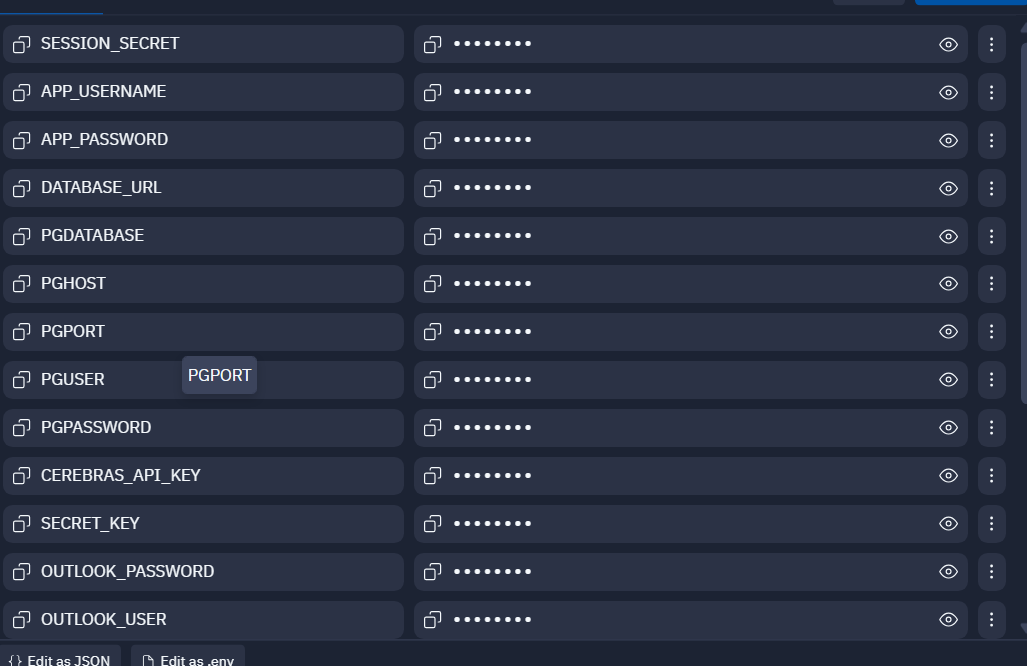 SESSION_SECRET ••••••••
APP_USERNAME ••••••••
APP_PASSWORD ••••••••
DATABASE_URL ••••••••
PGDATABASE ••••••••
PGHOST ••••••••
PGPORT ••••••••
PGUSER ••••••••
PGPORT
PGPASSWORD ••••••••
CEREBRAS_API_KEY ••••••••
SECRET_KEY ••••••••
OUTLOOK_PASSWORD ••••••••
OUTLOOK_USER ••••••••
{} Edit as JSON Edit as .env